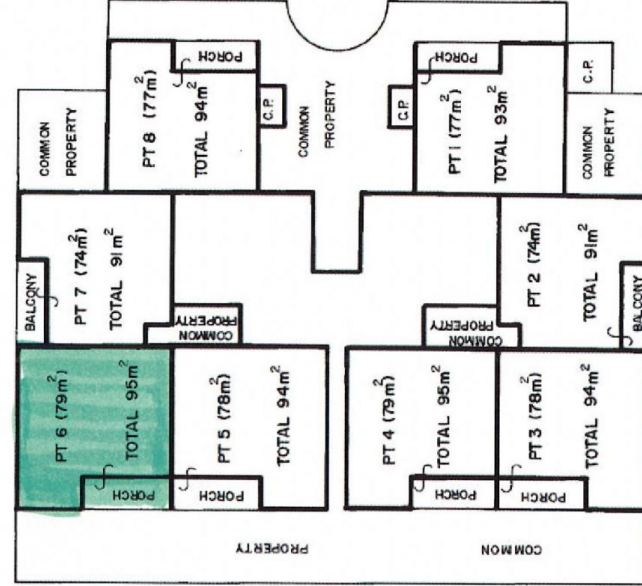 PORCH
PT 8 (77m²)
TOTAL 94m²
C.P.
COMMON
PROPERTY
COMMON
PROPERTY
PORCH
PT 1 (77m²)
TOTAL 93m²
C.P.
C.P.
COMMON
PROPERTY
BALCONY
PT 7 (74m²)
TOTAL 91m²
COMMON
PROPERTY
PT 2 (74m²)
TOTAL 91m²
BALCONY
COMMON
PROPERTY
PT 6 (79m²)
TOTAL 95m²
PORCH
PT 5 (78m²)
TOTAL 94m²
PORCH
PT 4 (79m²)
TOTAL 95m²
PORCH
PT 3 (78m²)
TOTAL 94m²
PORCH
COMMON PROPERTY